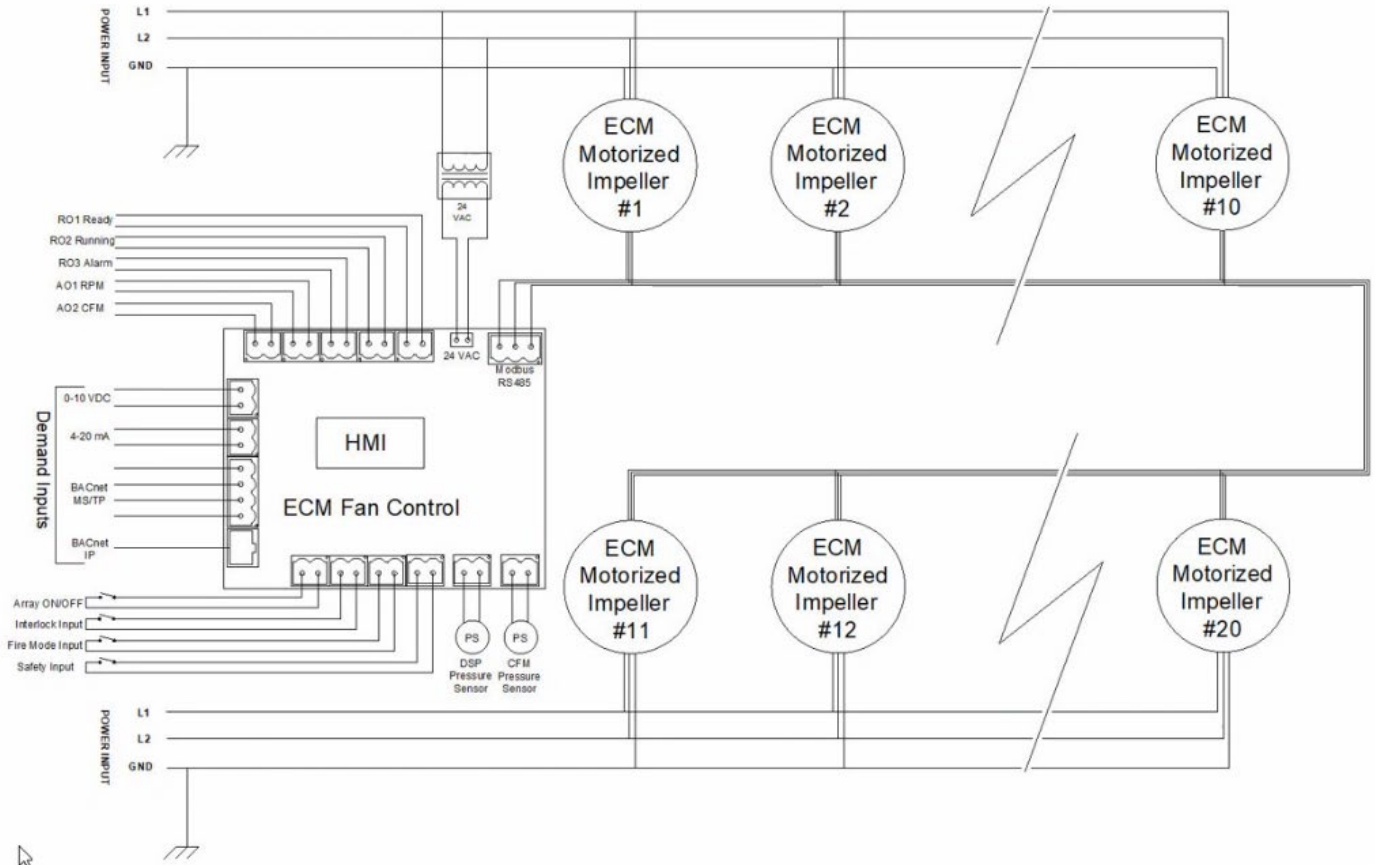 POWER INPUT
L1
L2
GND
ECM
Motorized
Impeller
#1
ECM
Motorized
Impeller
#2
ECM
Motorized
Impeller
#10
24
VAC
RO1 Ready
RO2 Running
RO3 Alarm
AO1 RPM
AO2 CFM
24 VAC
Modbus
RS485
Demand Inputs
0-10 VDC
4-20 mA
BACnet
MS/TP
BACnet
IP
HMI
ECM Fan Control
ECM
Motorized
Impeller
#11
ECM
Motorized
Impeller
#12
ECM
Motorized
Impeller
#20
Array ON/OFF
Interlock Input
Fire Mode Input
Safety Input
PS
DSP
Pressure
Sensor
PS
CFM
Pressure
Sensor
POWER INPUT
L1
L2
GND